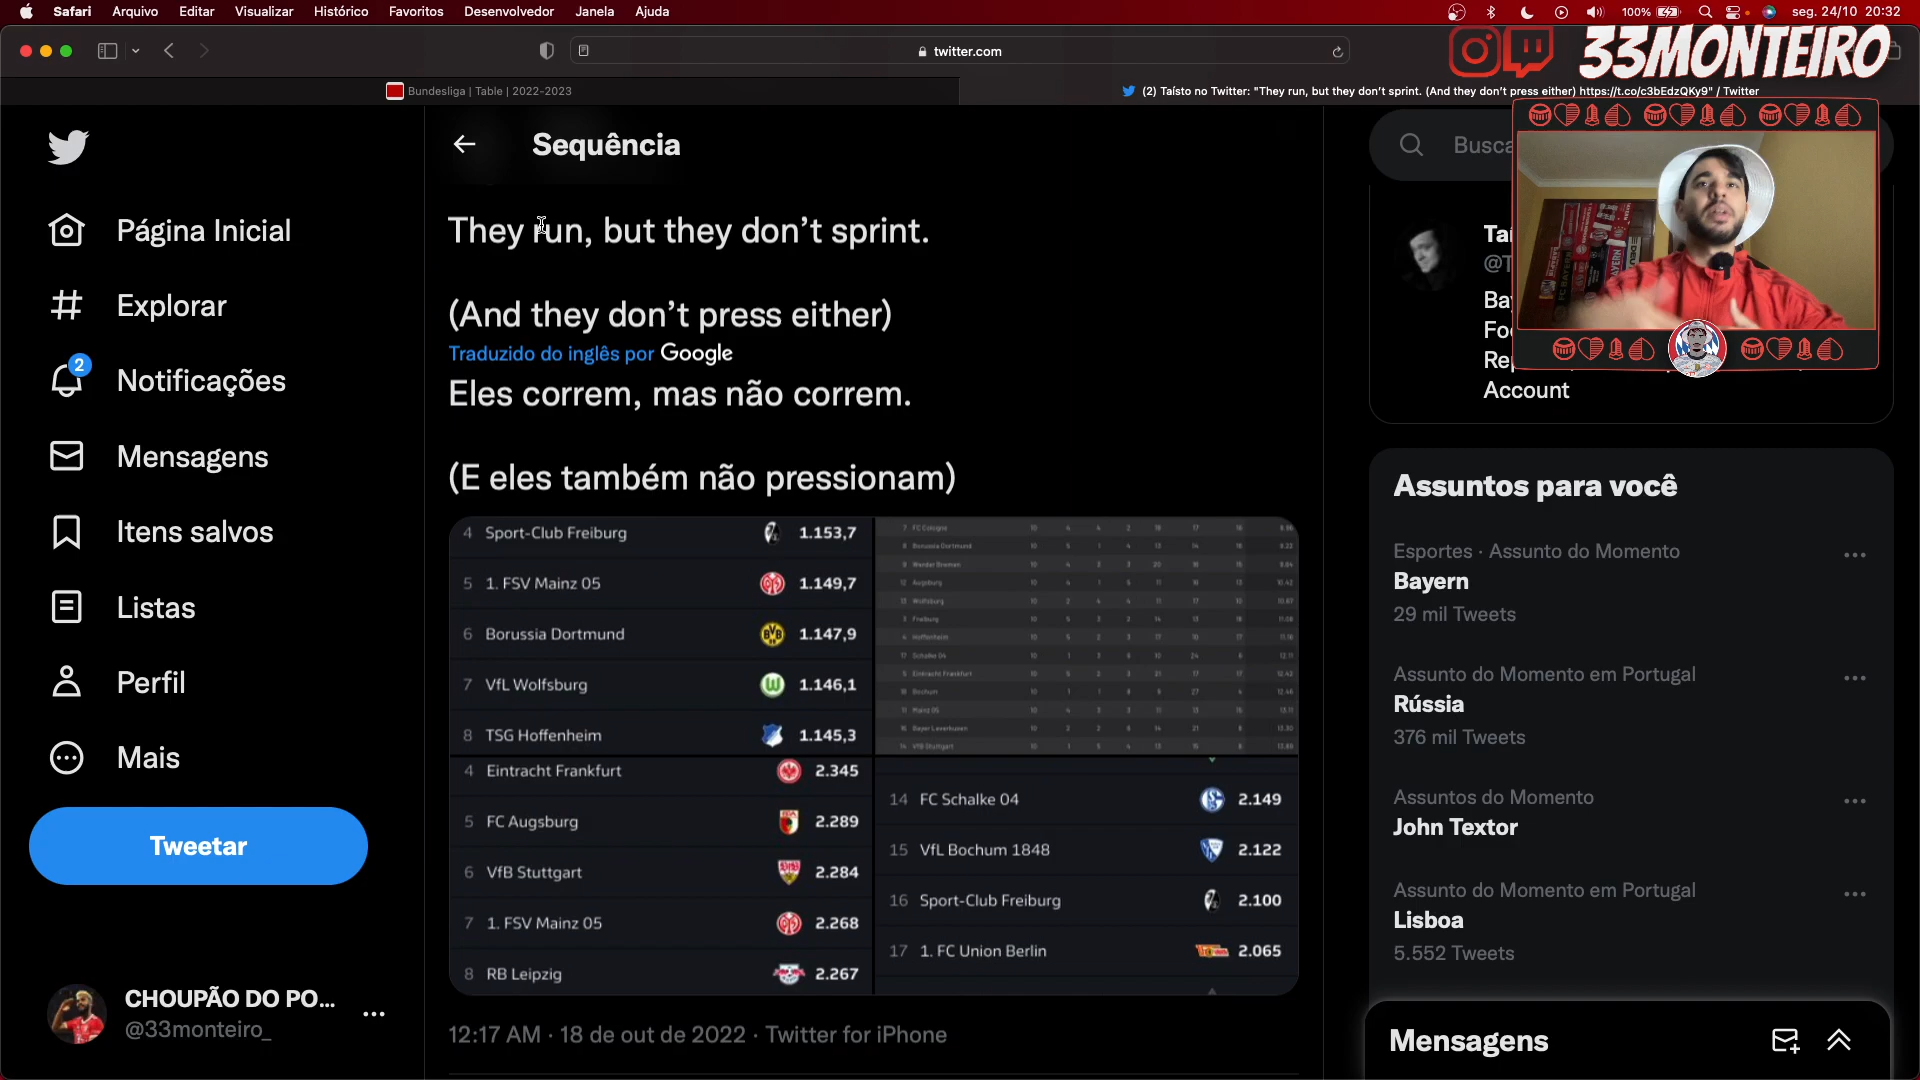 Safari Arquivo Editar Visualizar Histórico Favoritos Desenvolvedor Janela Ajuda
100% seg. 24/10 20:32
twitter.com
33MONTEIRO
Bundesliga | Table | 2022-2023
(2) Taísto no Twitter: "They run, but they don't sprint. (And they don't press either) https://t.co/c3bEdzQKy9" / Twitter
Sequência
Página Inicial
Explorar
2
Notificações
Mensagens
Itens salvos
Listas
Perfil
Mais
Tweetar
CHOUPÃO DO PO...
@33monteiro_
They run, but they don't sprint.
(And they don't press either)
Traduzido do inglês por Google
Eles correm, mas não correm.
(E eles também não pressionam)
4 Sport-Club Freiburg 1.153,7
5 1. FSV Mainz 05 1.149,7
6 Borussia Dortmund 1.147,9
7 VfL Wolfsburg 1.146,1
8 TSG Hoffenheim 1.145,3
4 Eintracht Frankfurt 2.345
5 FC Augsburg 2.289
6 VfB Stuttgart 2.284
7 1. FSV Mainz 05 2.268
8 RB Leipzig 2.267
14 FC Schalke 04 2.149
15 VfL Bochum 1848 2.122
16 Sport-Club Freiburg 2.100
17 1. FC Union Berlin 2.065
12:17 AM · 18 de out de 2022 · Twitter for iPhone
Busca
Account
Assuntos para você
Esportes · Assunto do Momento
Bayern
29 mil Tweets
Assunto do Momento em Portugal
Rússia
376 mil Tweets
Assuntos do Momento
John Textor
Assunto do Momento em Portugal
Lisboa
5.552 Tweets
Mensagens